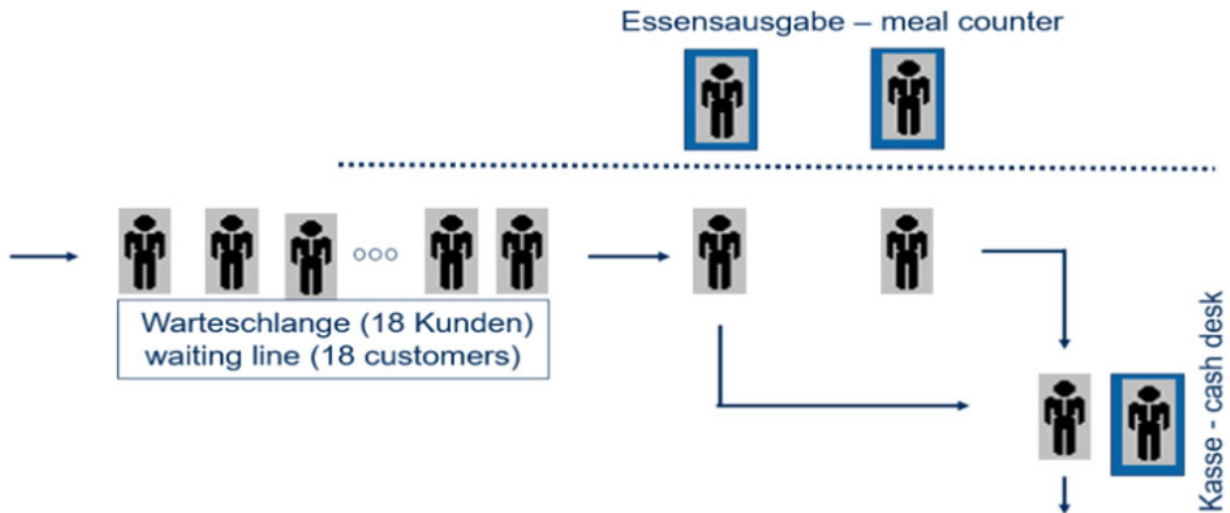 Essensausgabe – meal counter
Warteschlange (18 Kunden)
waiting line (18 customers)
Kasse - cash desk